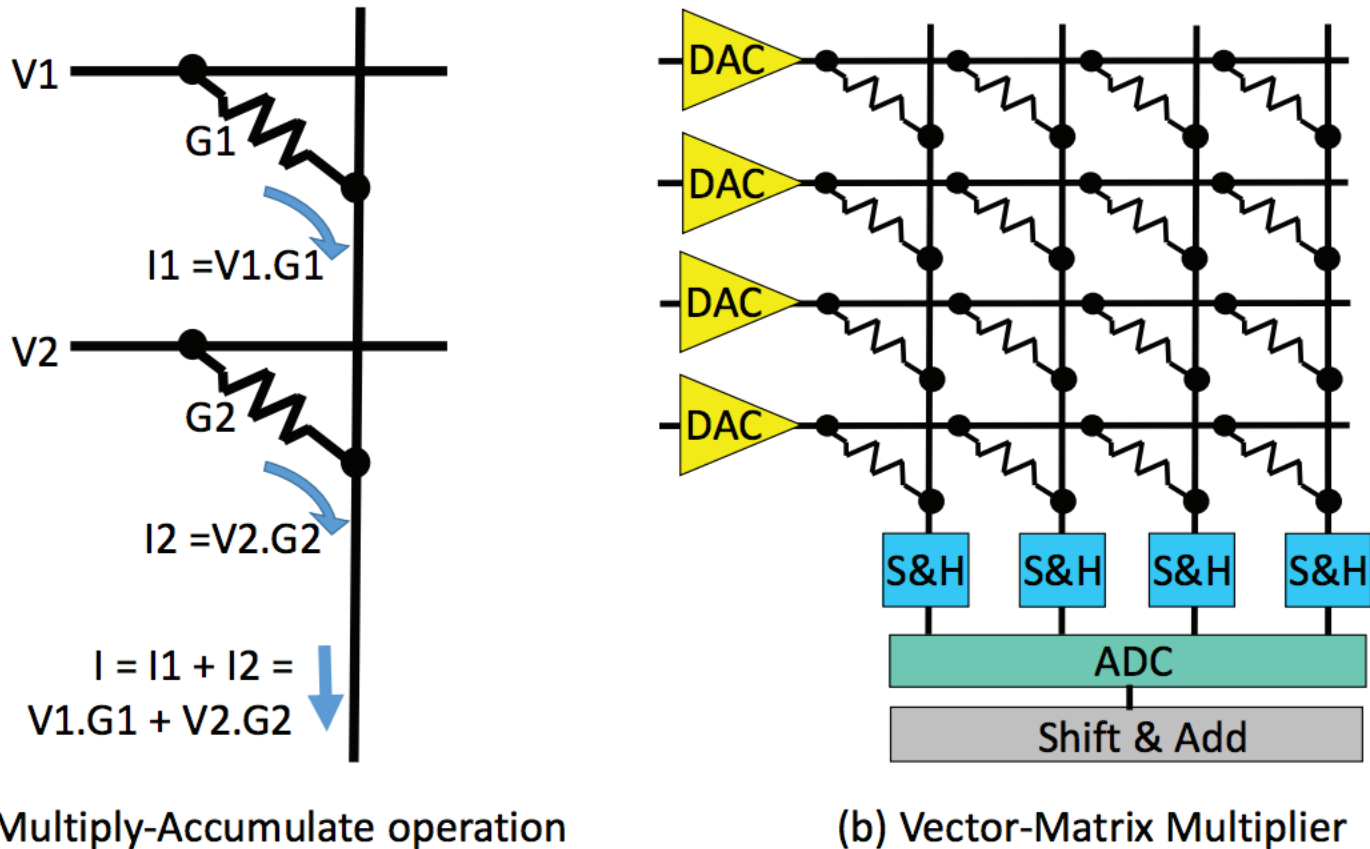 V1
G1
I1 =V1.G1
V2
G2
I2 =V2.G2
I = I1 + I2 =
V1.G1 + V2.G2
Multiply-Accumulate operation
DAC
DAC
DAC
DAC
S&H S&H S&H S&H
ADC
Shift & Add
(b) Vector-Matrix Multiplier